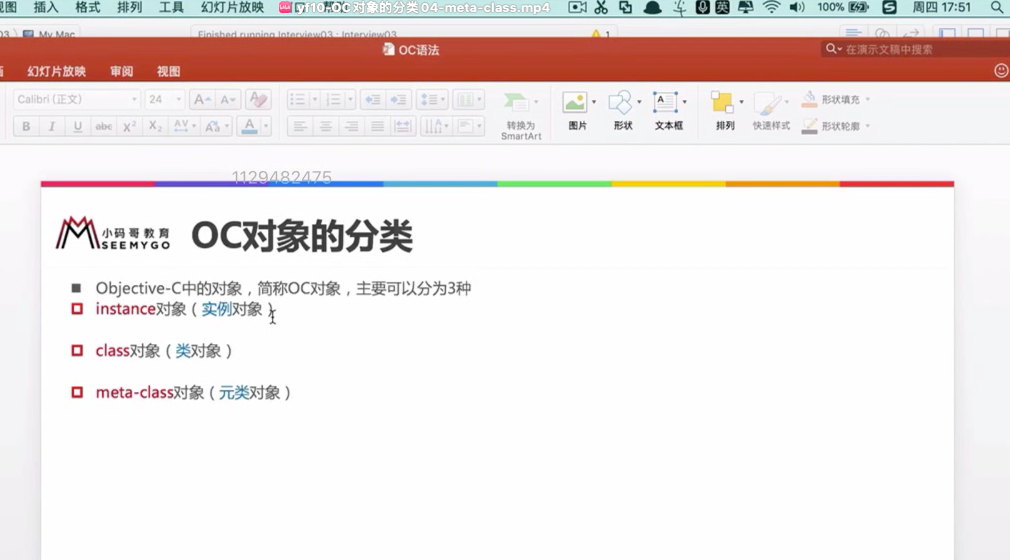 视图 插入 格式 排列 工具 幻灯片放映 yf10-OC对象的分类04-meta-class.mp4 英 100% 周四 17:51
My Mac Finished running Interview03 : Interview03 1
OC语法 在演示文稿中搜索
幻灯片放映 审阅 视图
Calibri (正文) 24 A A 形状填充
B I U abc X² X₂ AV Aa A 转换为 图片 形状 文本框 排列 快速样式 形状轮廓
SmartArt
1129482475
小码哥教育
SEEMYGO
OC对象的分类
Objective-C中的对象，简称OC对象，主要可以分为3种
instance对象（实例对象）
class对象（类对象）
meta-class对象（元类对象）